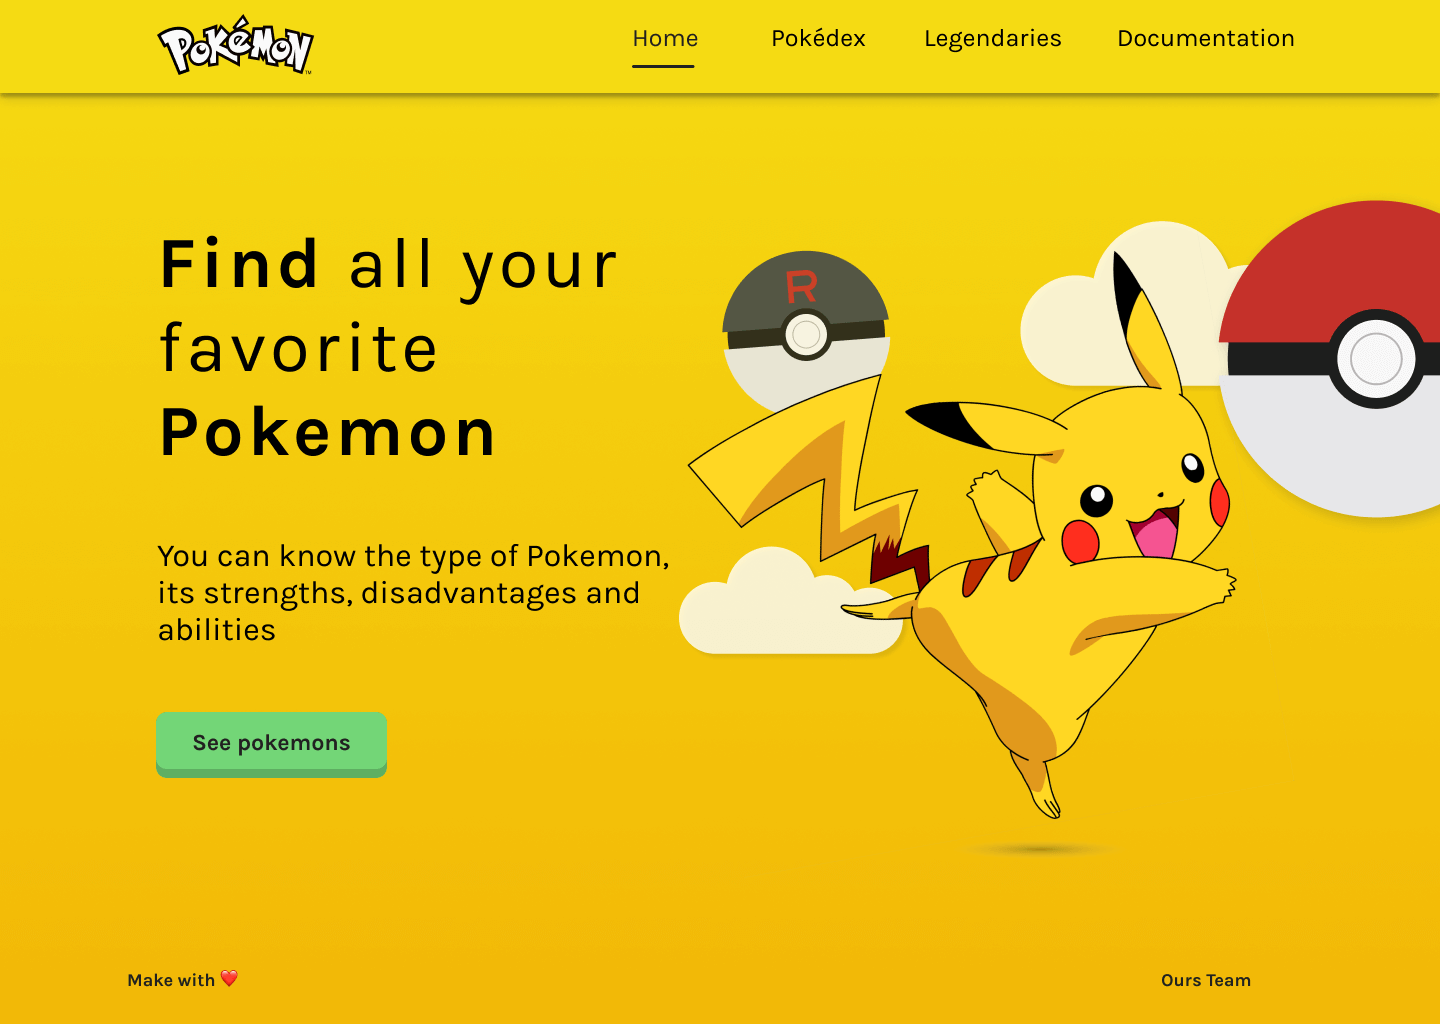 POKéMON
TM
Home
Pokédex
Legendaries
Documentation
Find all your
favorite
Pokemon
R
You can know the type of Pokemon,
its strengths, disadvantages and
abilities
See pokemons
Make with ❤️
Ours Team